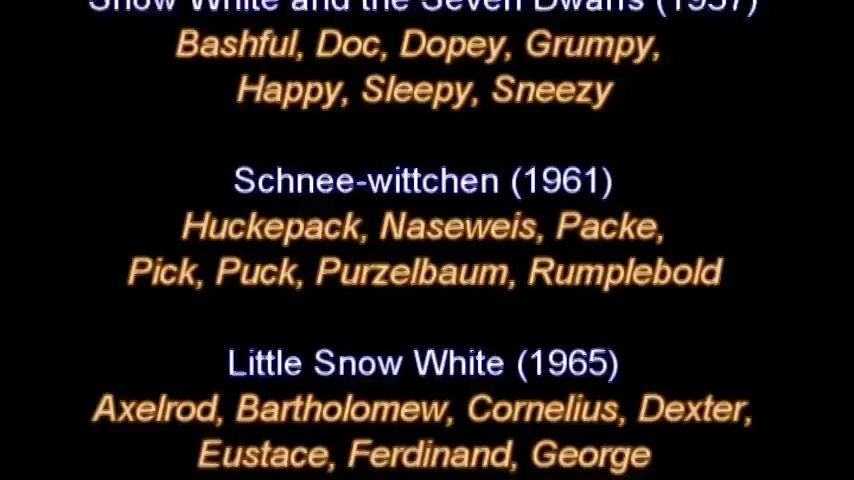 Snow White and the Seven Dwarfs (1937)
Bashful, Doc, Dopey, Grumpy,
Happy, Sleepy, Sneezy
Schnee-wittchen (1961)
Huckepack, Naseweis, Packe,
Pick, Puck, Purzelbaum, Rumplebold
Little Snow White (1965)
Axelrod, Bartholomew, Cornelius, Dexter,
Eustace, Ferdinand, George